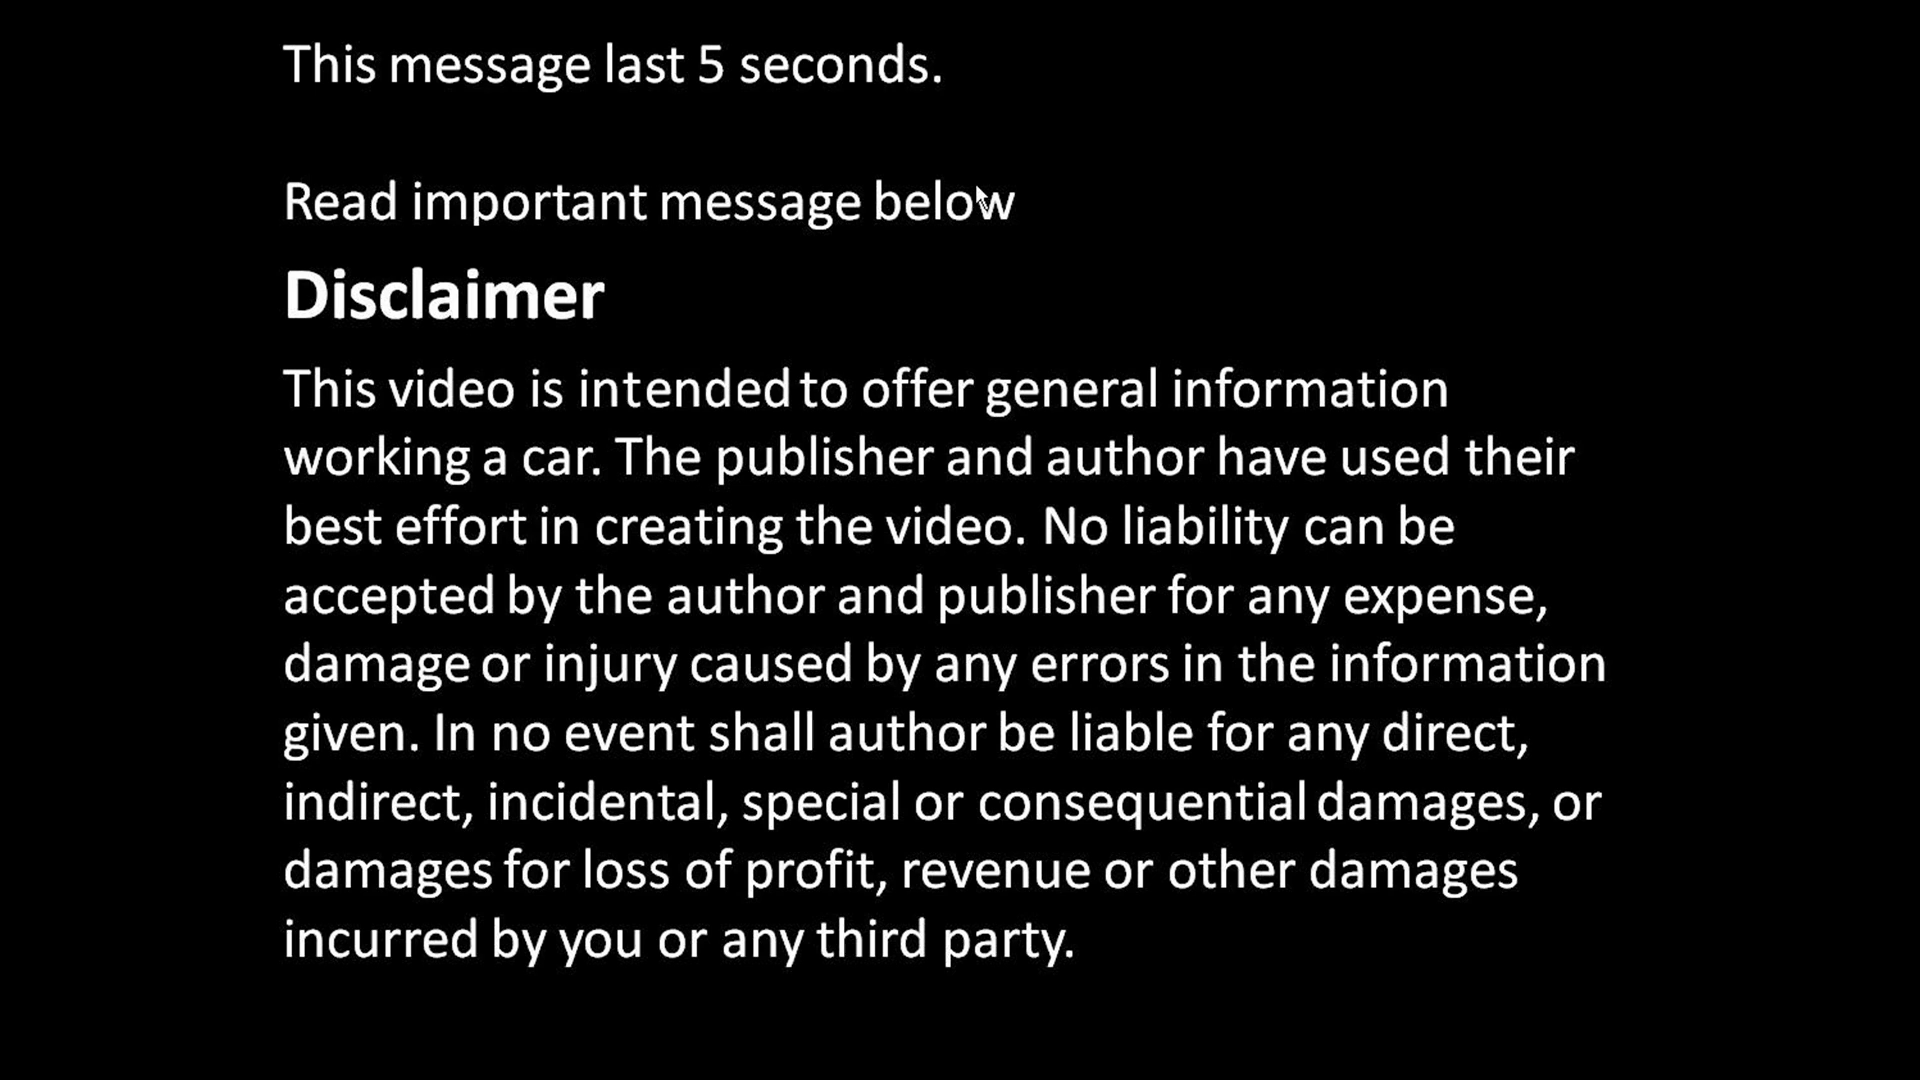 This message last 5 seconds.
Read important message below
Disclaimer
This video is intended to offer general information
working a car. The publisher and author have used their
best effort in creating the video. No liability can be
accepted by the author and publisher for any expense,
damage or injury caused by any errors in the information
given. In no event shall author be liable for any direct,
indirect, incidental, special or consequential damages, or
damages for loss of profit, revenue or other damages
incurred by you or any third party.